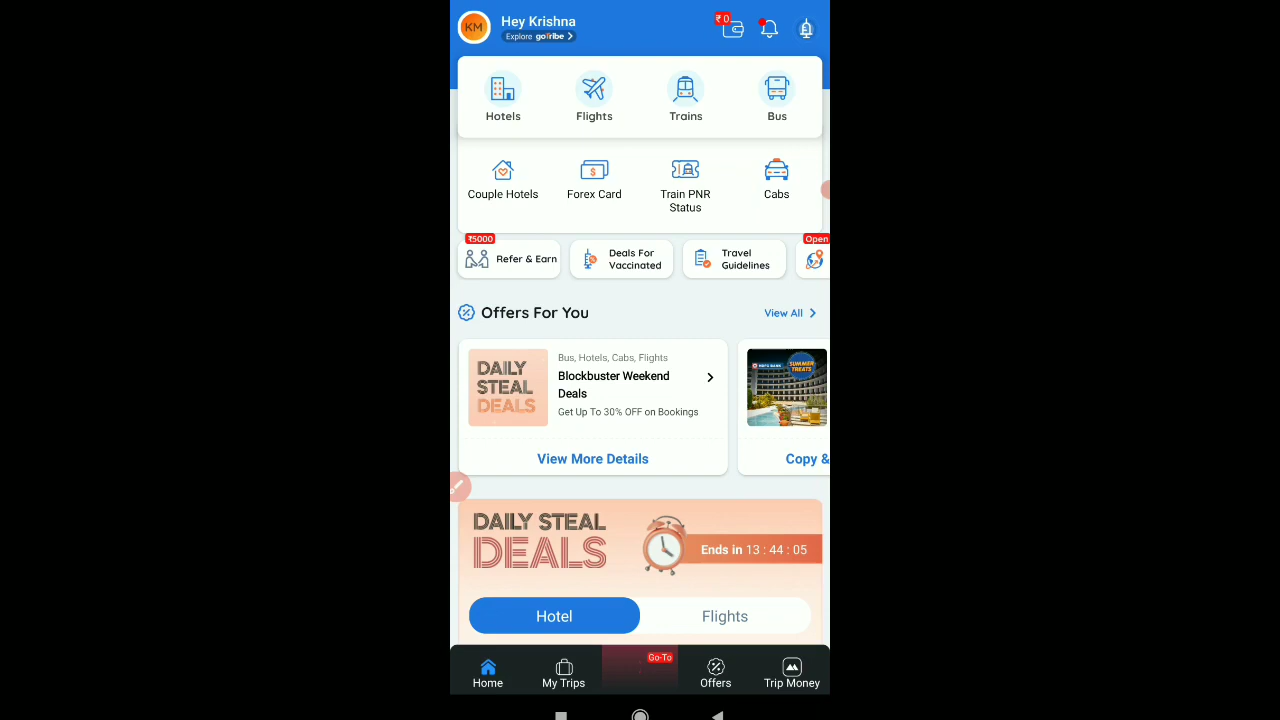 KM
Hey Krishna
Explore goTribe
₹ 0
Hotels
Flights
Trains
Bus
Couple Hotels
Forex Card
Train PNR
Status
Cabs
₹5000
Refer & Earn
Deals For
Vaccinated
Travel
Guidelines
Open
Offers For You
View All
DAILY
STEAL
DEALS
Bus, Hotels, Cabs, Flights
Blockbuster Weekend
Deals
Get Up To 30% OFF on Bookings
View More Details
HDFC BANK
SUMMER
TREATS
Copy &
DAILY STEAL
DEALS
Ends in 13 : 44 : 05
Hotel
Flights
Home
My Trips
Go-To
Offers
Trip Money